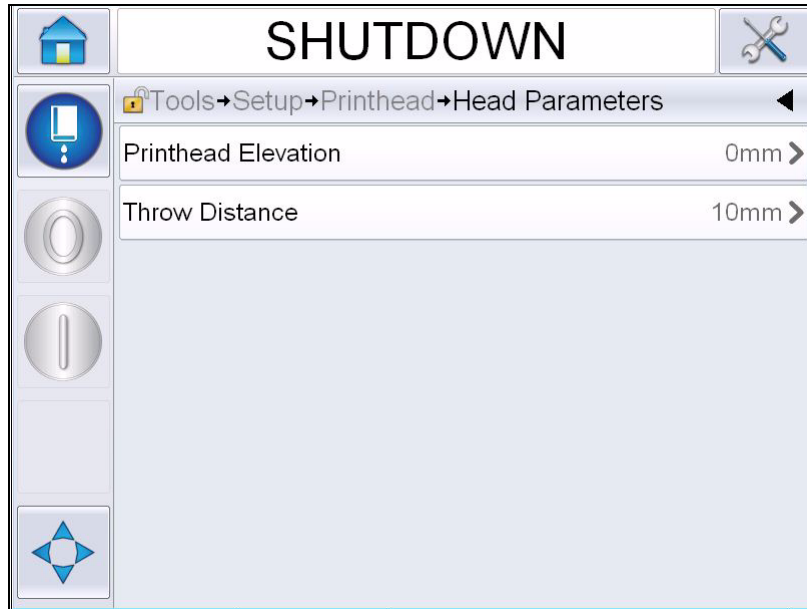 SHUTDOWN
Tools→Setup→Printhead→Head Parameters
Printhead Elevation 0mm
Throw Distance 10mm